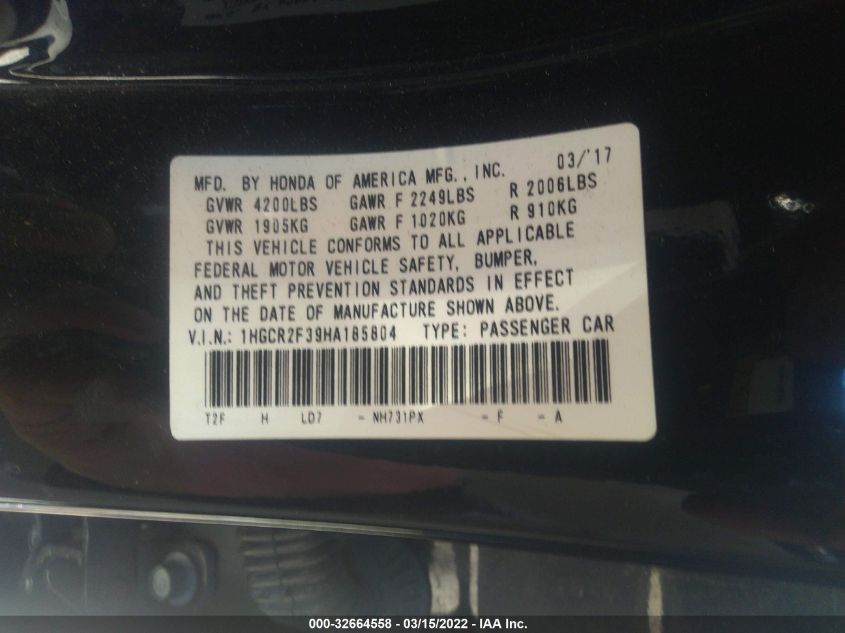 MFD. BY HONDA OF AMERICA MFG., INC. 03/'17
GVWR 4200LBS GAWR F 2249LBS R 2006LBS
GVWR 1905KG GAWR F 1020KG R 910KG
THIS VEHICLE CONFORMS TO ALL APPLICABLE
FEDERAL MOTOR VEHICLE SAFETY, BUMPER,
AND THEFT PREVENTION STANDARDS IN EFFECT
ON THE DATE OF MANUFACTURE SHOWN ABOVE.
V.I.N.: 1HGCR2F39HA185804 TYPE: PASSENGER CAR
T2F H LD7 - NH731PX - F - A
000-32664558 - 03/15/2022 - IAA Inc.